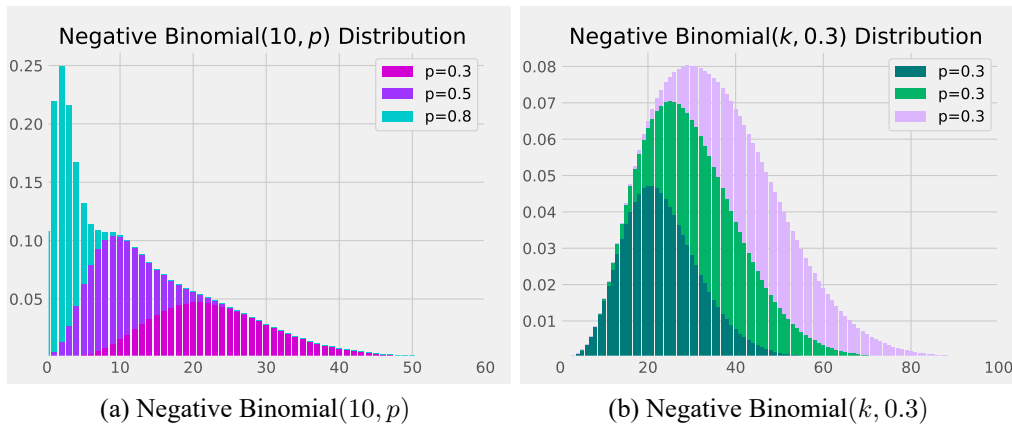 Negative Binomial(10, p) Distribution
0.25
0.20
0.15
0.10
0.05
0
10
20
30
40
50
60
p=0.3
p=0.5
p=0.8
(a) Negative Binomial(10, p)
Negative Binomial(k, 0.3) Distribution
0.08
0.07
0.06
0.05
0.04
0.03
0.02
0.01
0
20
40
60
80
100
p=0.3
p=0.3
p=0.3
(b) Negative Binomial(k, 0.3)